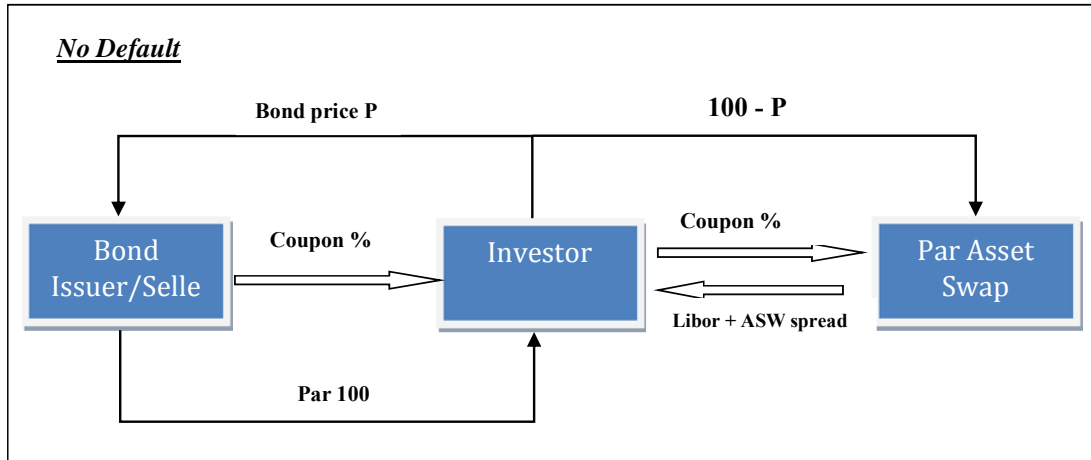 No Default
Bond price P
100 - P
Bond
Issuer/Selle
Coupon %
Investor
Coupon %
Libor + ASW spread
Par Asset
Swap
Par 100